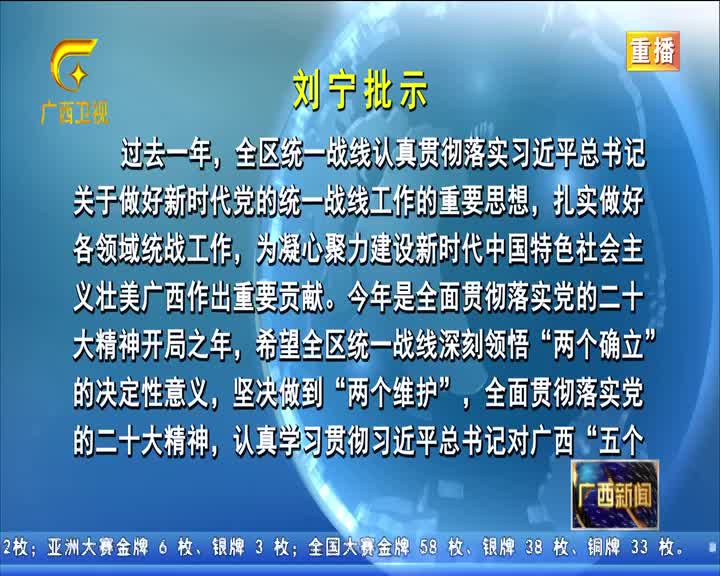 重播
广西卫视
刘宁批示
过去一年，全区统一战线认真贯彻落实习近平总书记
关于做好新时代党的统一战线工作的重要思想，扎实做好
各领域统战工作，为凝心聚力建设新时代中国特色社会主
义壮美广西作出重要贡献。今年是全面贯彻落实党的二十
大精神开局之年，希望全区统一战线深刻领悟“两个确立”
的决定性意义，坚决做到“两个维护”，全面贯彻落实党
的二十大精神，认真学习贯彻习近平总书记对广西“五个
广西新闻
2枚；亚洲大赛金牌 6 枚、银牌 3 枚；全国大赛金牌 58 枚、银牌 38 枚、铜牌 33 枚。